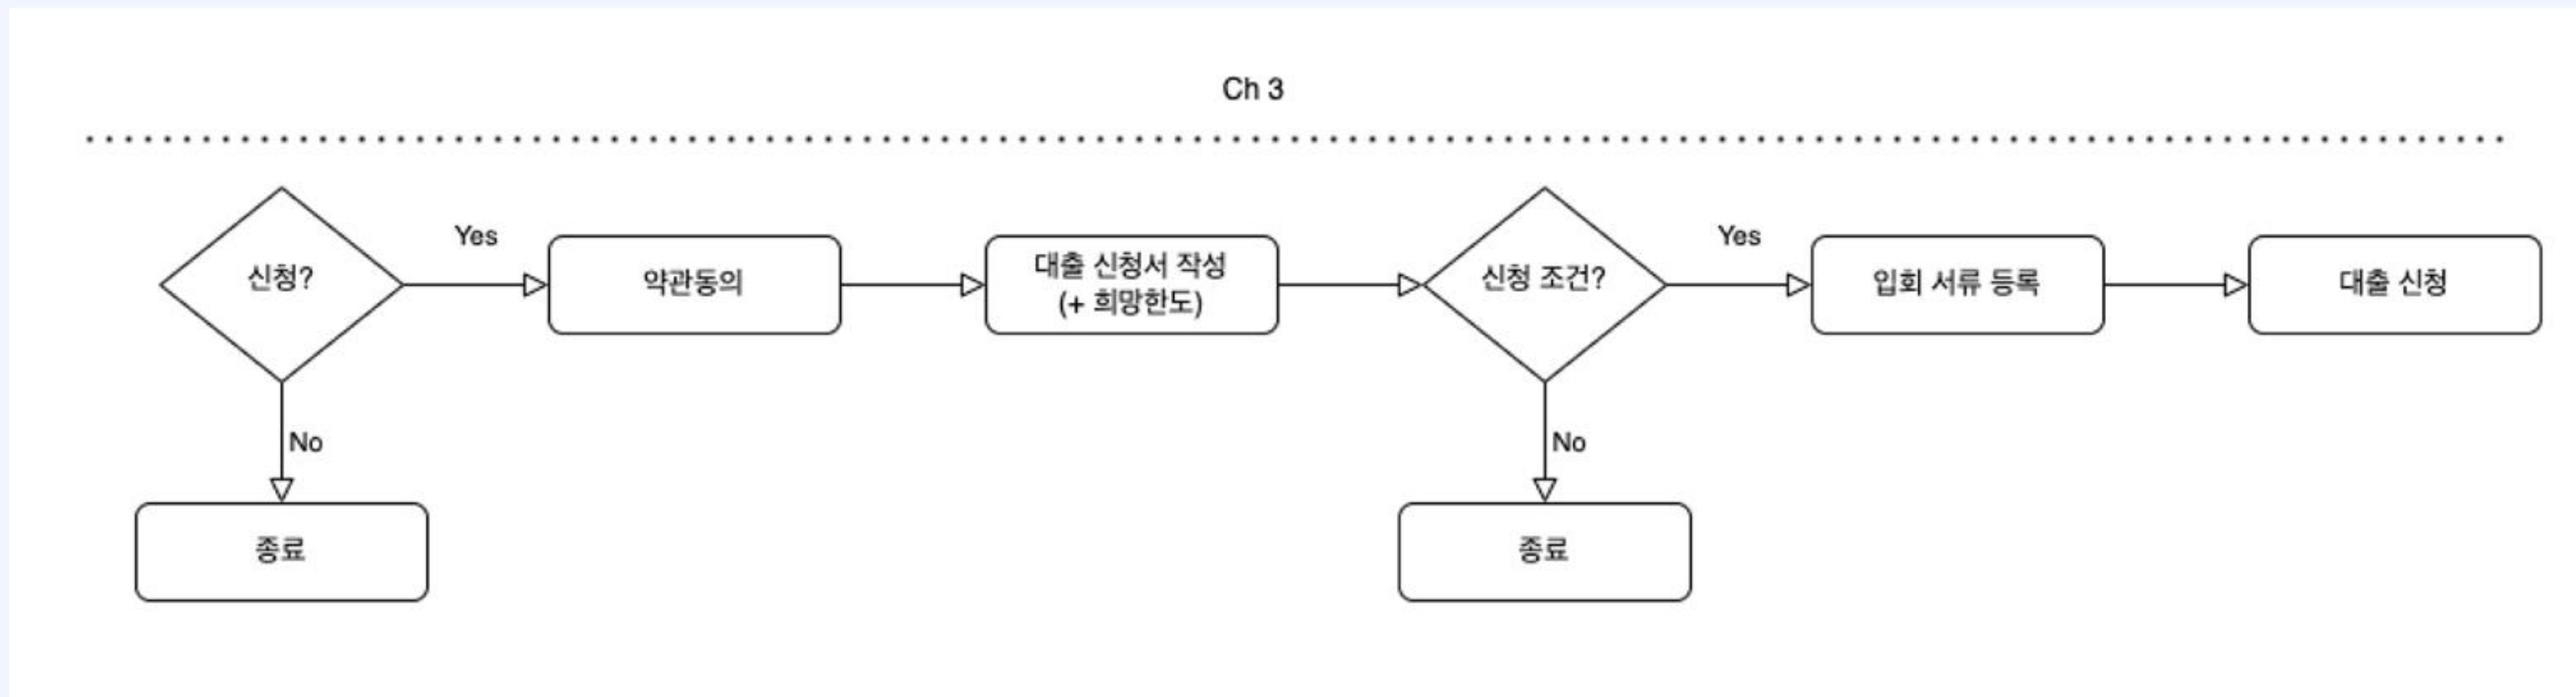 Ch 3
신청?
Yes
약관동의
대출 신청서 작성
(+ 희망한도)
신청 조건?
Yes
입회 서류 등록
대출 신청
No
종료
No
종료